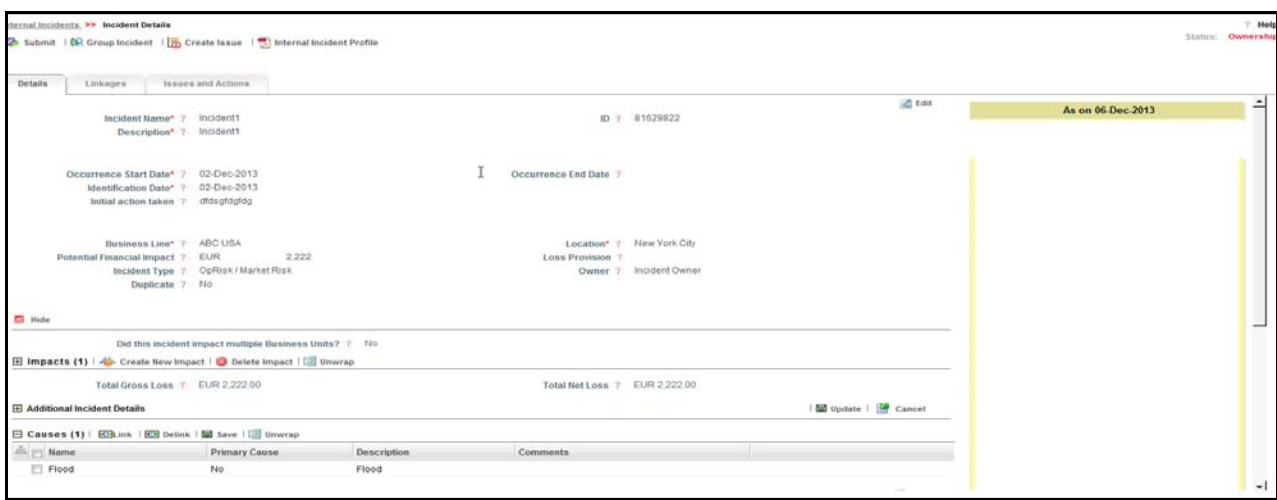 ternal Incidents >> Incident Details
? Help
Submit | Group Incident | Create Issue | Internal Incident Profile
Status: Ownership
Details Linkages Issues and Actions
Edit
As on 06-Dec-2013
Incident Name* ? Incident1 ID ? 81629822
Description* ? Incident1
Occurrence Start Date* ? 02-Dec-2013 Occurrence End Date ?
Identification Date* ? 02-Dec-2013
Initial action taken ? dfdsgfdgfdg
Business Line* ? ABC USA Location* ? New York City
Potential Financial Impact ? EUR 2,222 Loss Provision ?
Incident Type ? OpRisk / Market Risk Owner ? Incident Owner
Duplicate ? No
Hide
Did this incident impact multiple Business Units? ? No
Impacts (1) | Create New Impact | Delete Impact | Unwrap
Total Gross Loss ? EUR 2,222.00 Total Net Loss ? EUR 2,222.00
Additional Incident Details | Update | Cancel
Causes (1) | Link | Delink | Save | Unwrap
Name Primary Cause Description Comments
Flood No Flood